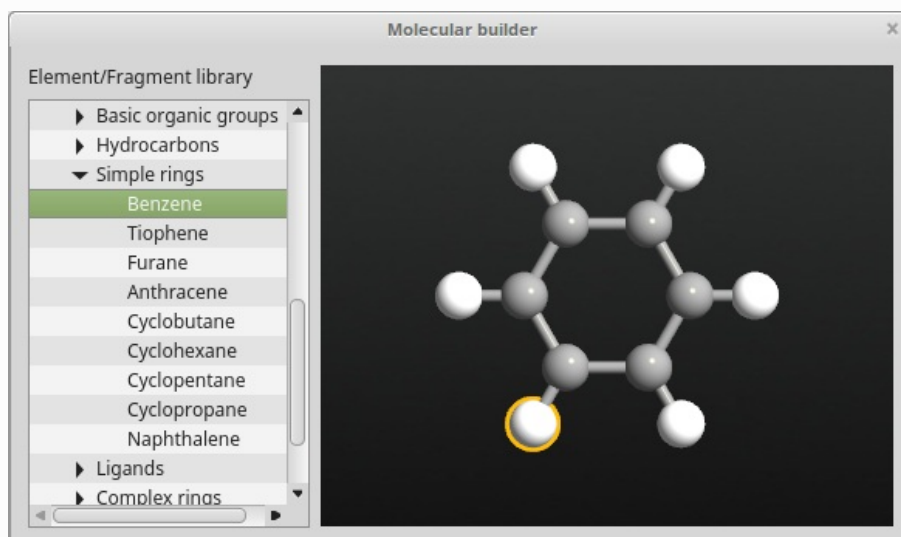 Molecular builder
Element/Fragment library
Basic organic groups
Hydrocarbons
Simple rings
Benzene
Tiophene
Furane
Anthracene
Cyclobutane
Cyclohexane
Cyclopentane
Cyclopropane
Naphthalene
Ligands
Complex rings